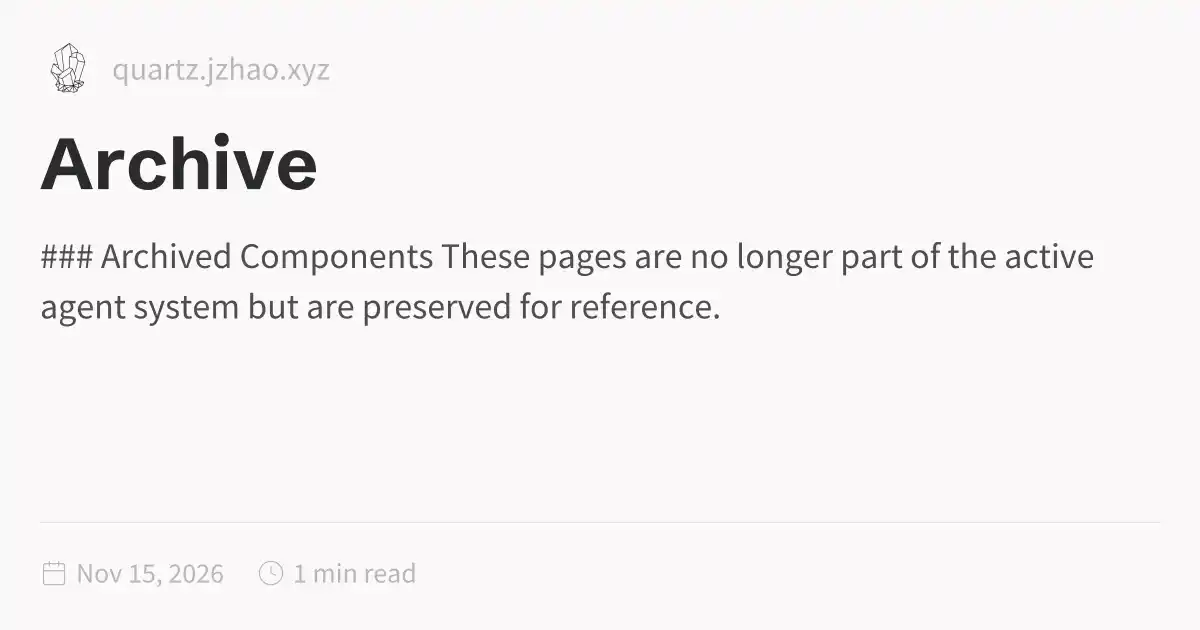 quartz.jzhao.xyz
Archive
### Archived Components These pages are no longer part of the active
agent system but are preserved for reference.
Nov 15, 2026 1 min read